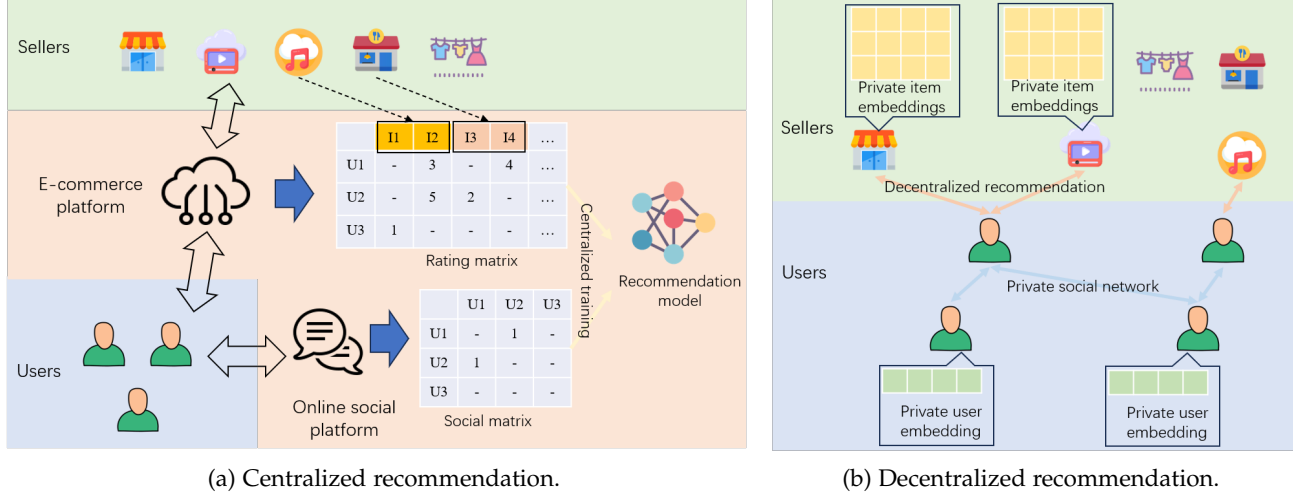 Sellers
E-commerce
platform
I1 I2 I3 I4 ...
U1 - 3 - 4 ...
U2 - 5 2 - ...
U3 1 - - - ...
Rating matrix
Centralized training
Recommendation
model
Users
Online social
platform
U1 U2 U3
U1 - 1 -
U2 1 - -
U3 - - -
Social matrix
(a) Centralized recommendation.
Private item
embeddings
Private item
embeddings
Sellers
Decentralized recommendation
Users
Private social network
Private user
embedding
Private user
embedding
(b) Decentralized recommendation.